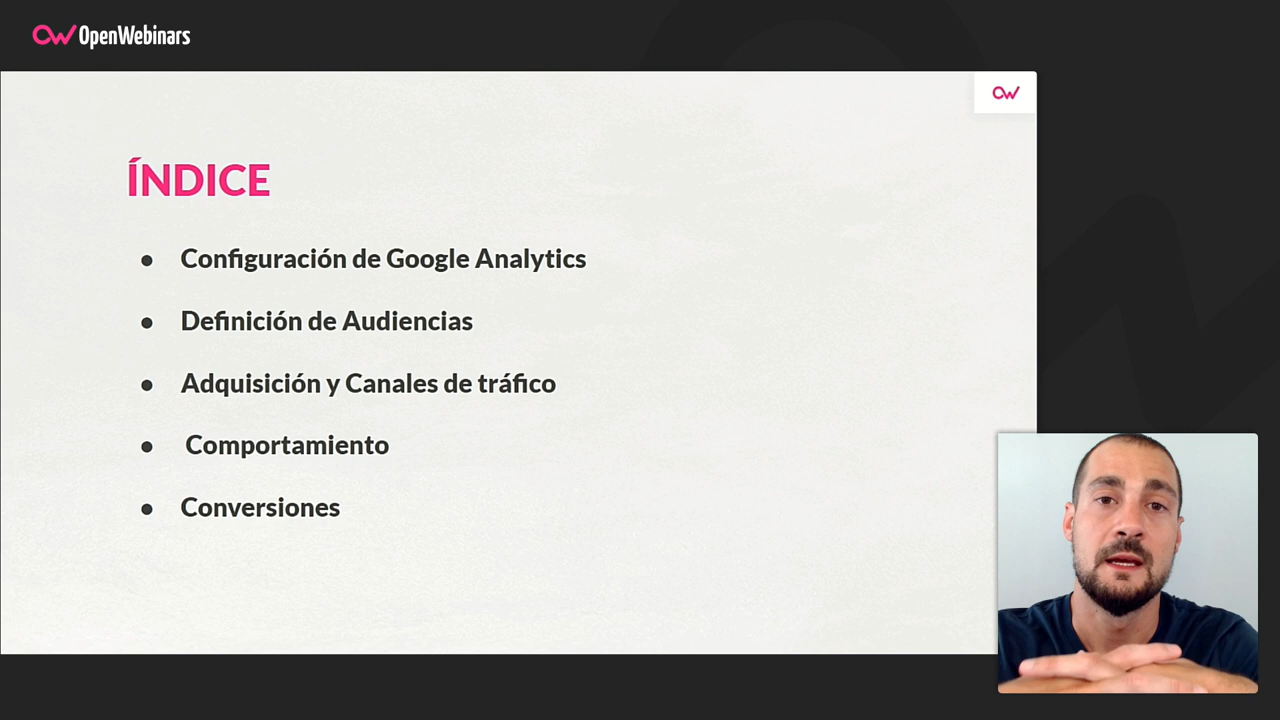 OpenWebinars
ÍNDICE
● Configuración de Google Analytics
● Definición de Audiencias
● Adquisición y Canales de tráfico
● Comportamiento
● Conversiones